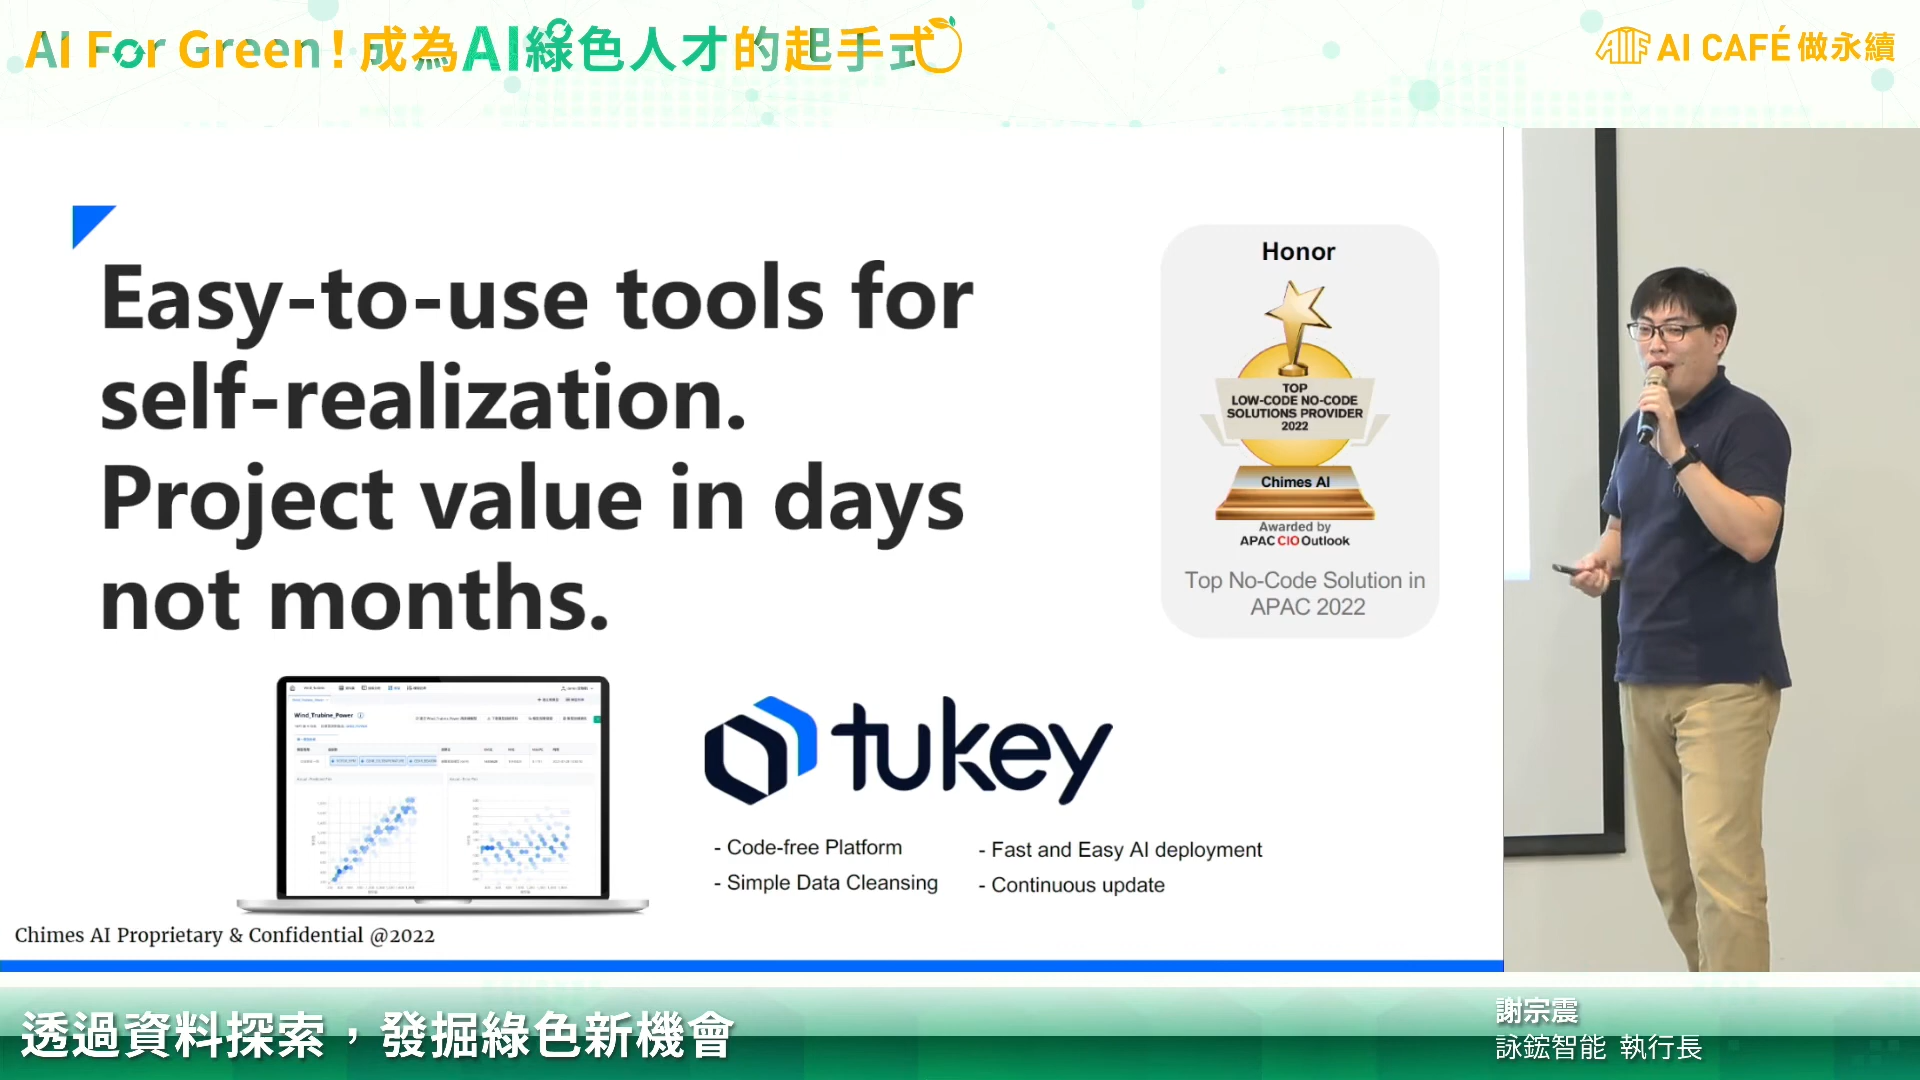 AI For Green！成為AI綠色人才的起手式
AI CAFÉ 做永續
Easy-to-use tools for
self-realization.
Project value in days
not months.
Honor
TOP
LOW-CODE NO-CODE
SOLUTIONS PROVIDER
2022
Chimes AI
Awarded by
APAC CIO Outlook
Top No-Code Solution in
APAC 2022
Wind_Trubine_Power
tukey
- Code-free Platform
- Simple Data Cleansing
- Fast and Easy AI deployment
- Continuous update
Chimes AI Proprietary & Confidential @2022
透過資料探索，發掘綠色新機會
謝宗震
詠鋐智能 執行長